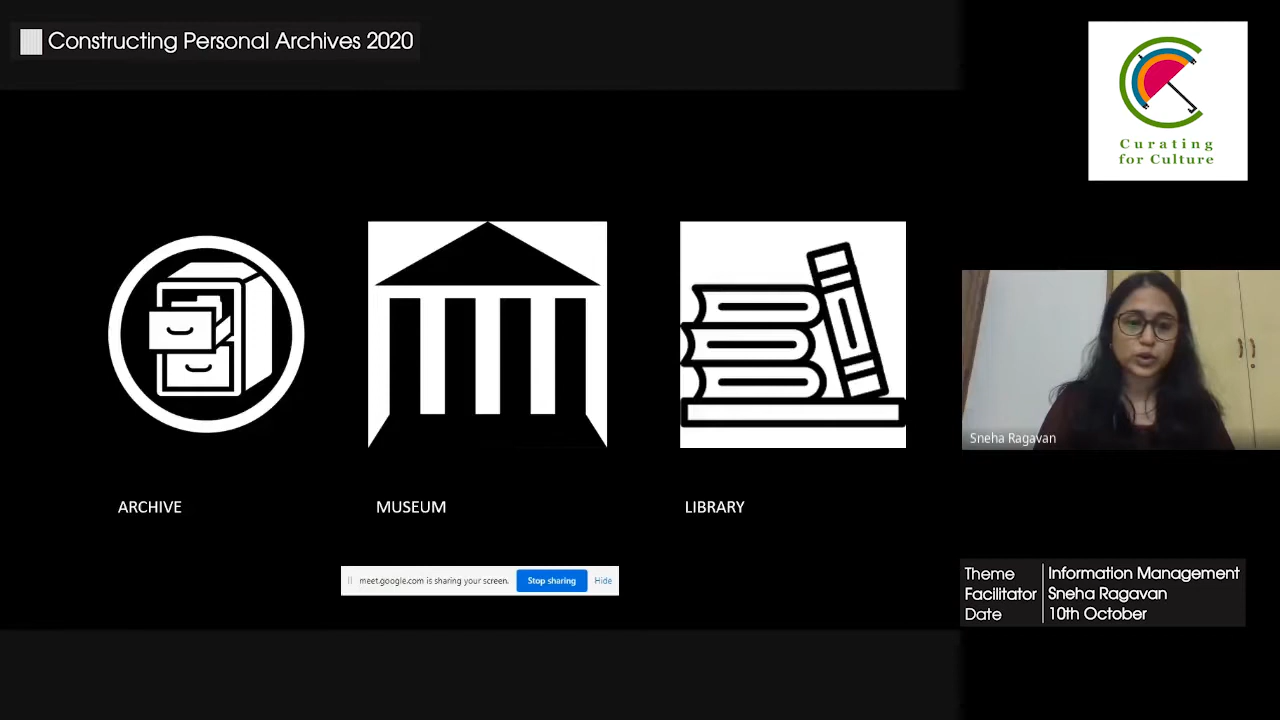 Constructing Personal Archives 2020
Curating
for Culture
Sneha Ragavan
ARCHIVE
MUSEUM
LIBRARY
meet.google.com is sharing your screen.
Stop sharing
Hide
Theme Information Management
Facilitator Sneha Ragavan
Date 10th October